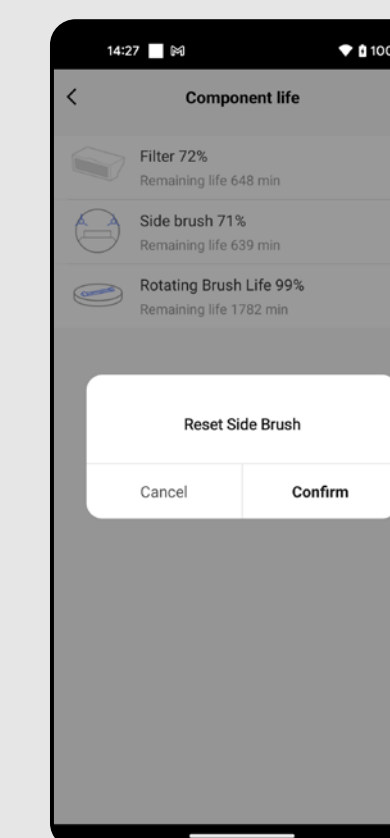 14:27
100
Component life
Filter 72%
Remaining life 648 min
Side brush 71%
Remaining life 639 min
Rotating Brush Life 99%
Remaining life 1782 min
Reset Side Brush
Cancel
Confirm